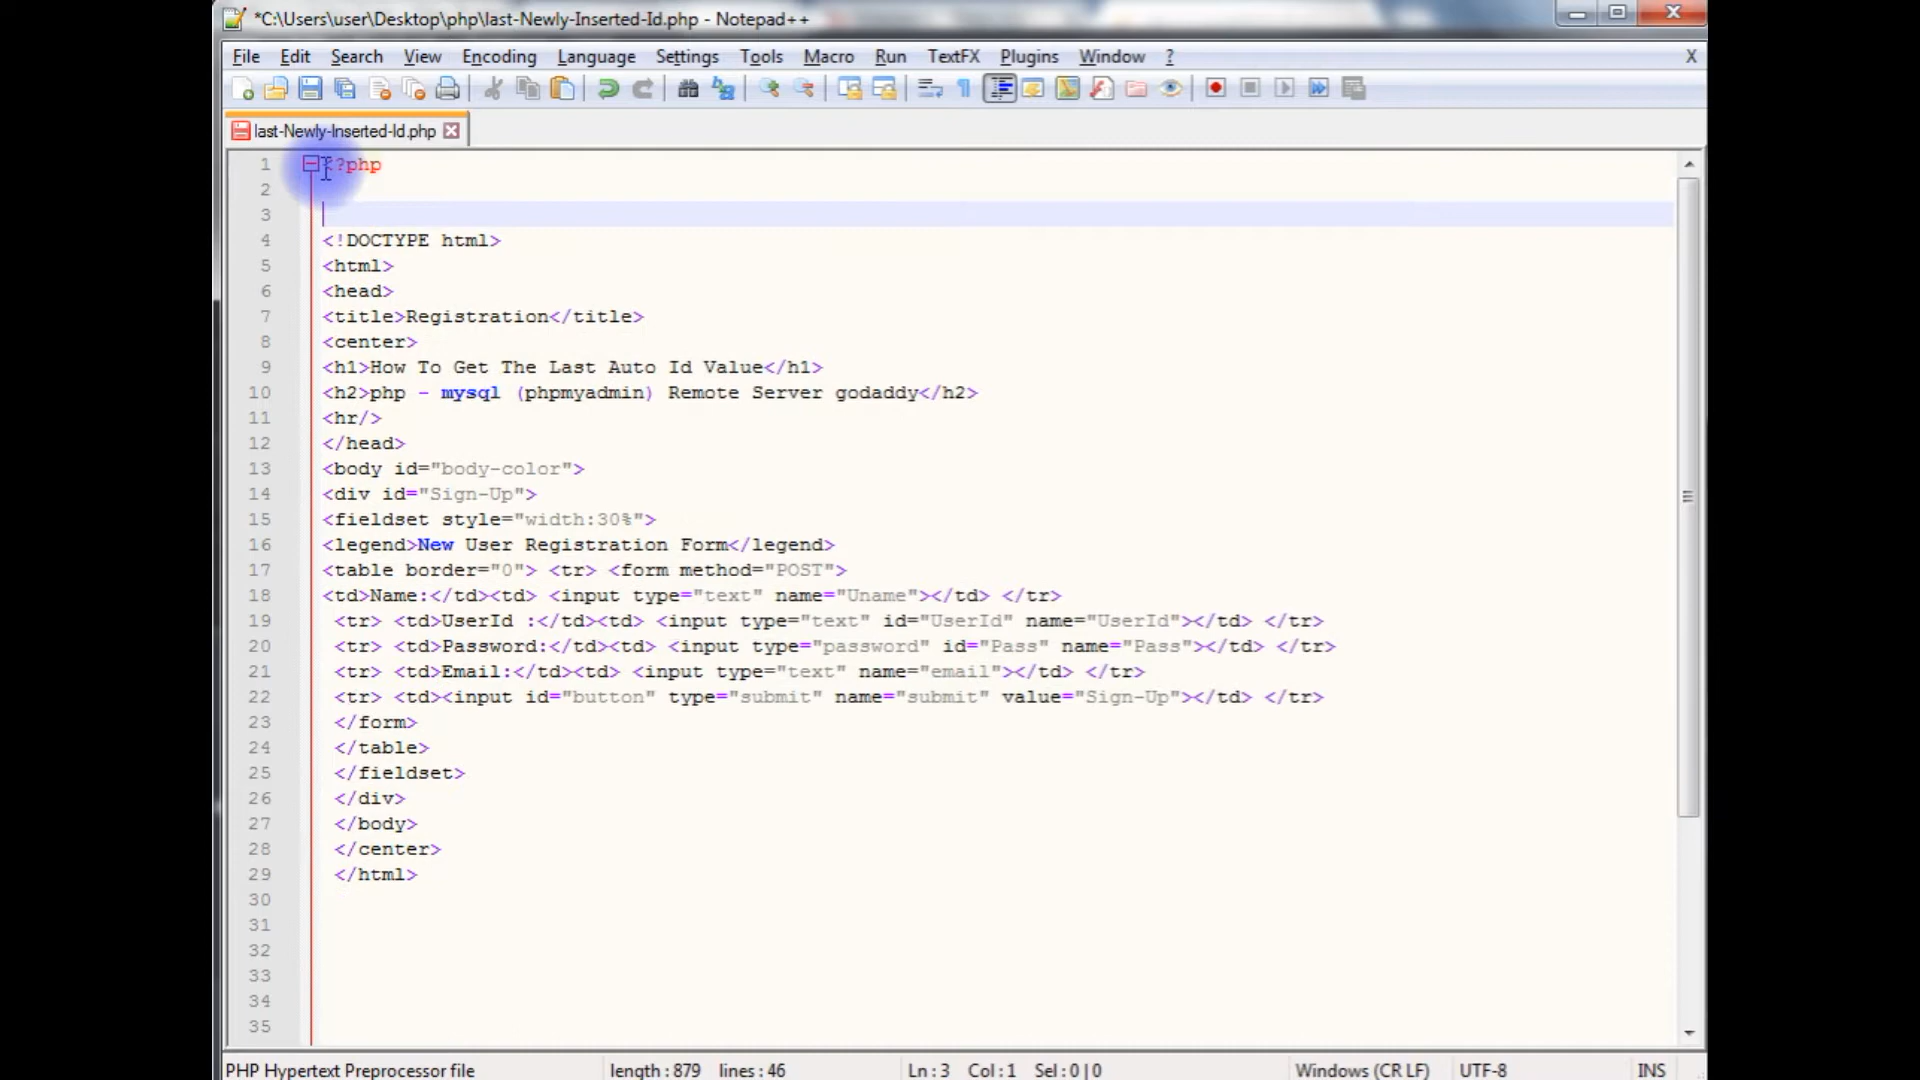 *C:\Users\user\Desktop\php\last-Newly-Inserted-Id.php - Notepad++
File Edit Search View Encoding Language Settings Tools Macro Run TextFX Plugins Window ? X
last-Newly-Inserted-Id.php
1 <?php
2
3
4 <!DOCTYPE html>
5 <html>
6 <head>
7 <title>Registration</title>
8 <center>
9 <h1>How To Get The Last Auto Id Value</h1>
10 <h2>php - mysql (phpmyadmin) Remote Server godaddy</h2>
11 <hr/>
12 </head>
13 <body id="body-color">
14 <div id="Sign-Up">
15 <fieldset style="width:30%">
16 <legend>New User Registration Form</legend>
17 <table border="0"> <tr> <form method="POST">
18 <td>Name:</td><td> <input type="text" name="Uname"></td> </tr>
19 <tr> <td>UserId :</td><td> <input type="text" id="UserId" name="UserId"></td> </tr>
20 <tr> <td>Password:</td><td> <input type="password" id="Pass" name="Pass"></td> </tr>
21 <tr> <td>Email:</td><td> <input type="text" name="email"></td> </tr>
22 <tr> <td><input id="button" type="submit" name="submit" value="Sign-Up"></td> </tr>
23 </form>
24 </table>
25 </fieldset>
26 </div>
27 </body>
28 </center>
29 </html>
30
31
32
33
34
35
PHP Hypertext Preprocessor file length : 879 lines : 46 Ln : 3 Col : 1 Sel : 0 | 0 Windows (CR LF) UTF-8 INS